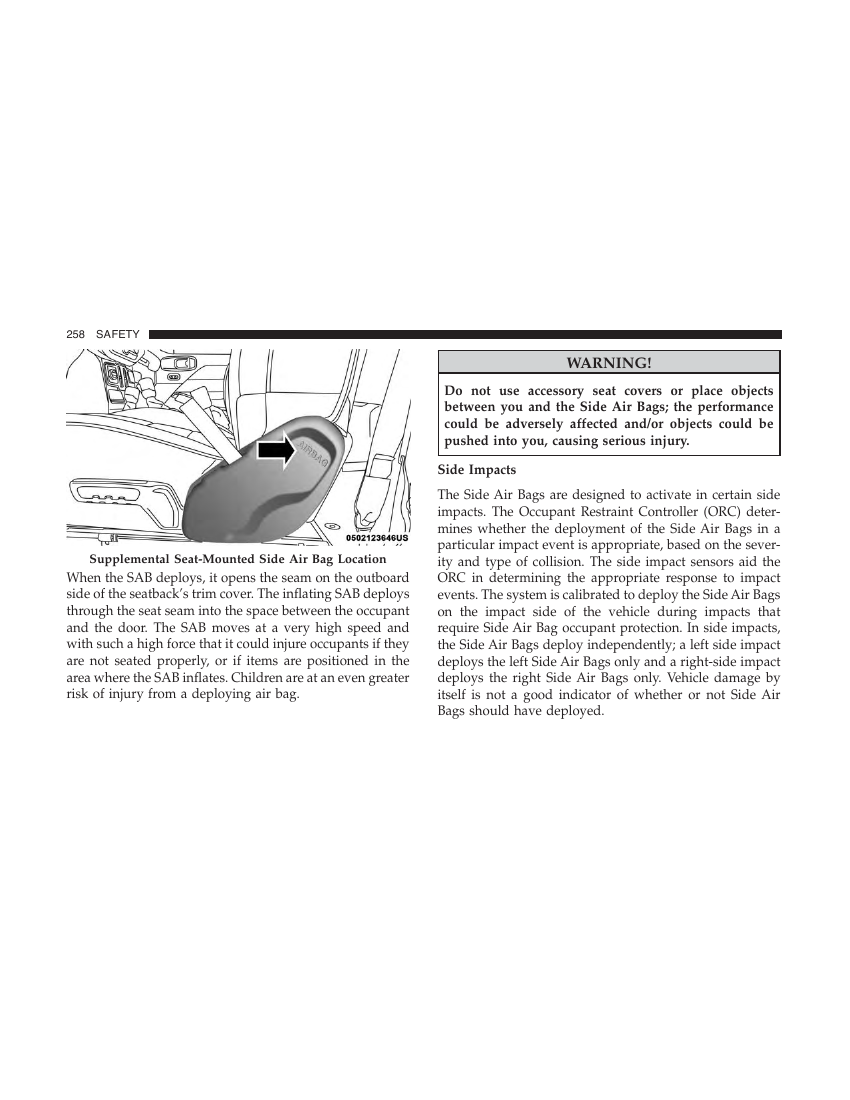 258 SAFETY
AIRBAG
0502123646US
Supplemental Seat-Mounted Side Air Bag Location
When the SAB deploys, it opens the seam on the outboard
side of the seatback's trim cover. The inflating SAB deploys
through the seat seam into the space between the occupant
and the door. The SAB moves at a very high speed and
with such a high force that it could injure occupants if they
are not seated properly, or if items are positioned in the
area where the SAB inflates. Children are at an even greater
risk of injury from a deploying air bag.
WARNING!
Do not use accessory seat covers or place objects
between you and the Side Air Bags; the performance
could be adversely affected and/or objects could be
pushed into you, causing serious injury.
Side Impacts
The Side Air Bags are designed to activate in certain side
impacts. The Occupant Restraint Controller (ORC) deter-
mines whether the deployment of the Side Air Bags in a
particular impact event is appropriate, based on the sever-
ity and type of collision. The side impact sensors aid the
ORC in determining the appropriate response to impact
events. The system is calibrated to deploy the Side Air Bags
on the impact side of the vehicle during impacts that
require Side Air Bag occupant protection. In side impacts,
the Side Air Bags deploy independently; a left side impact
deploys the left Side Air Bags only and a right-side impact
deploys the right Side Air Bags only. Vehicle damage by
itself is not a good indicator of whether or not Side Air
Bags should have deployed.